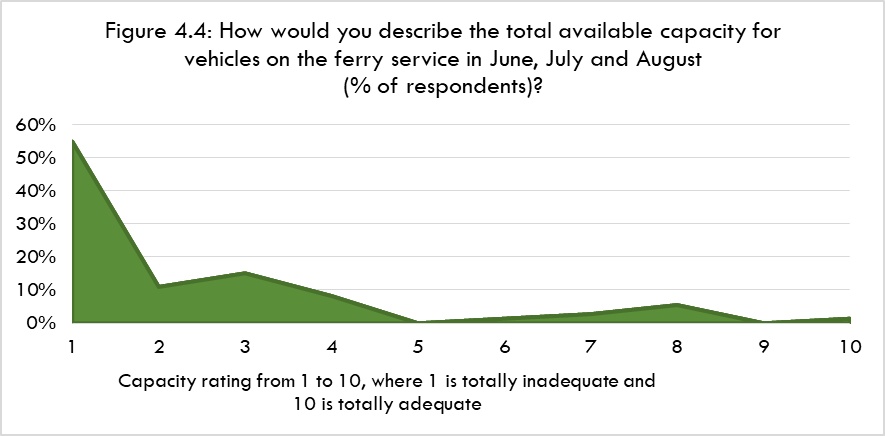 Figure 4.4: How would you describe the total available capacity for
vehicles on the ferry service in June, July and August
(% of respondents)?
60%
50%
40%
30%
20%
10%
0%
1 2 3 4 5 6 7 8 9 10
Capacity rating from 1 to 10, where 1 is totally inadequate and
10 is totally adequate